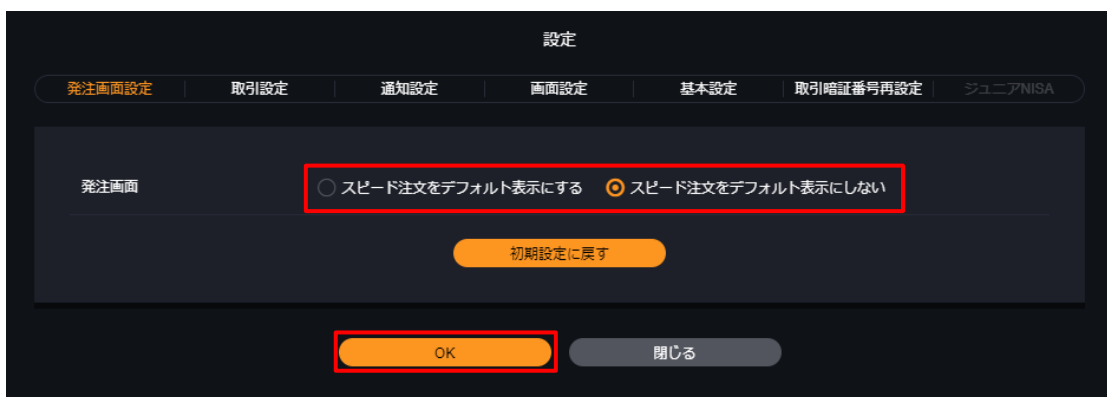 設定
発注画面設定 取引設定 通知設定 画面設定 基本設定 取引暗証番号再設定 ジュニアNISA
発注画面 スピード注文をデフォルト表示にする スピード注文をデフォルト表示にしない
初期設定に戻す
OK 閉じる